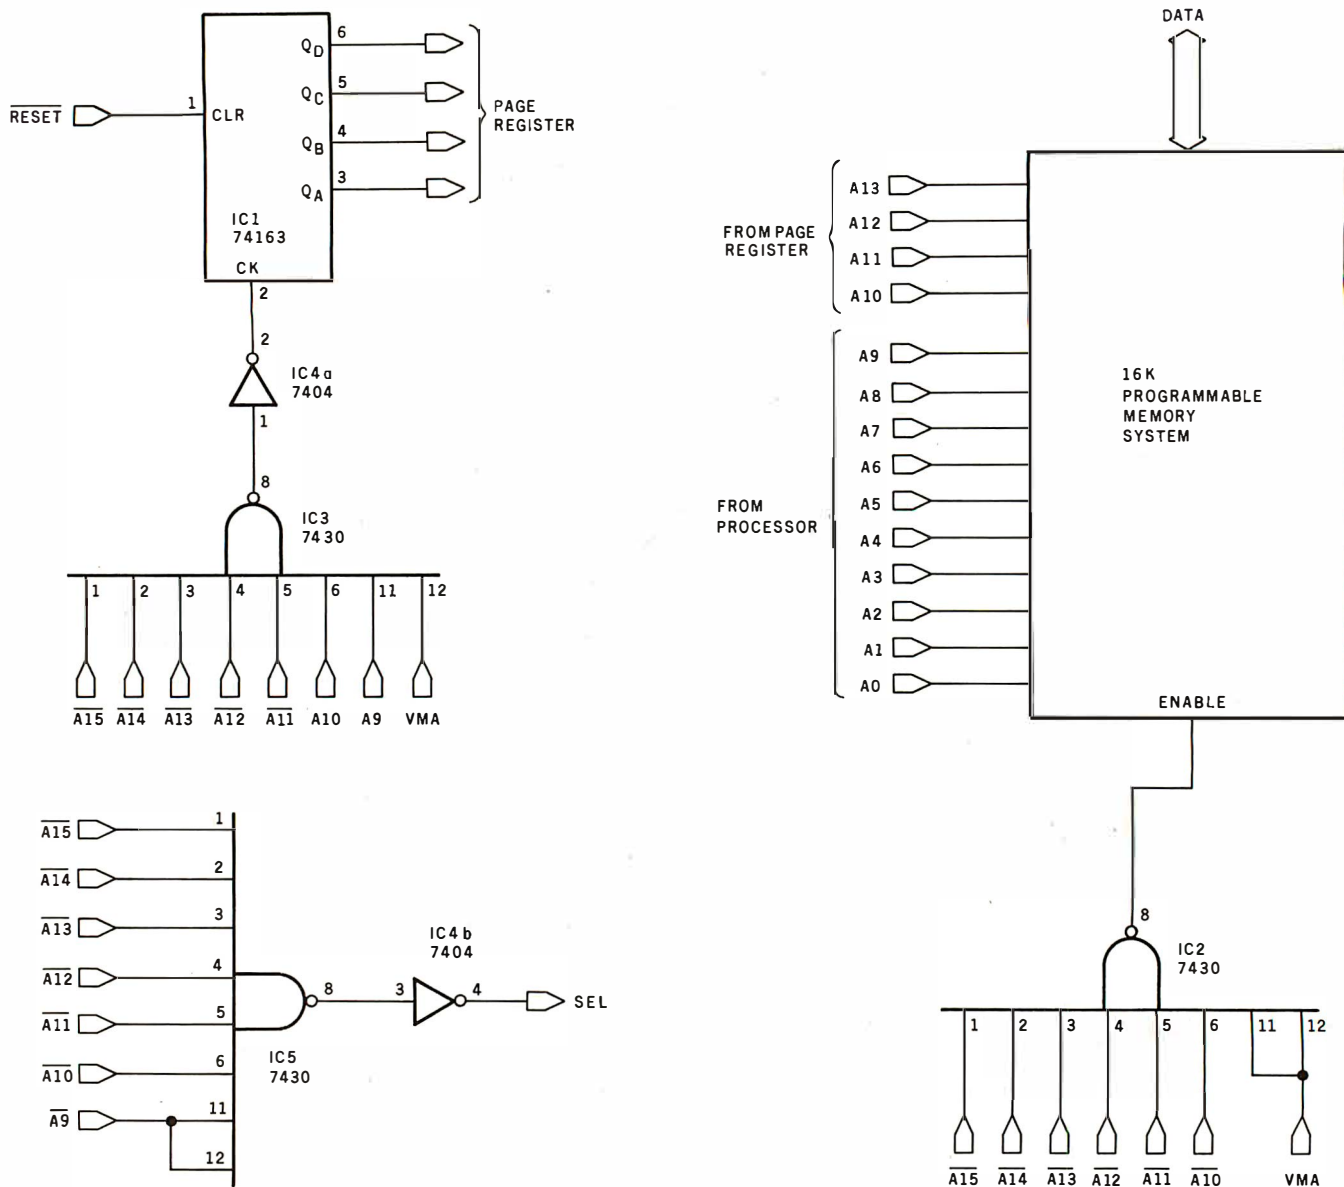 6
Q D
5
Q C
PAGE
REGISTER
4
Q B
3
Q A
RESET
1
CLR
IC1
74163
CK
2
2
IC4a
7404
1
8
IC3
7430
1 2 3 4 5 6 11 12
A15 A14 A13 A12 A11 A10 A9 VMA
A15 1
A14 2
A13 3
A12 4
A11 5
A10 6
A9 11
12
8
IC5
7430
3
IC4b
7404
4
SEL
DATA
FROM PAGE
REGISTER
A13
A12
A11
A10
FROM
PROCESSOR
A9
A8
A7
A6
A5
A4
A3
A2
A1
A0
16K
PROGRAMMABLE
MEMORY
SYSTEM
ENABLE
8
IC2
7430
1 2 3 4 5 6 11 12
A15 A14 A13 A12 A11 A10 VMA